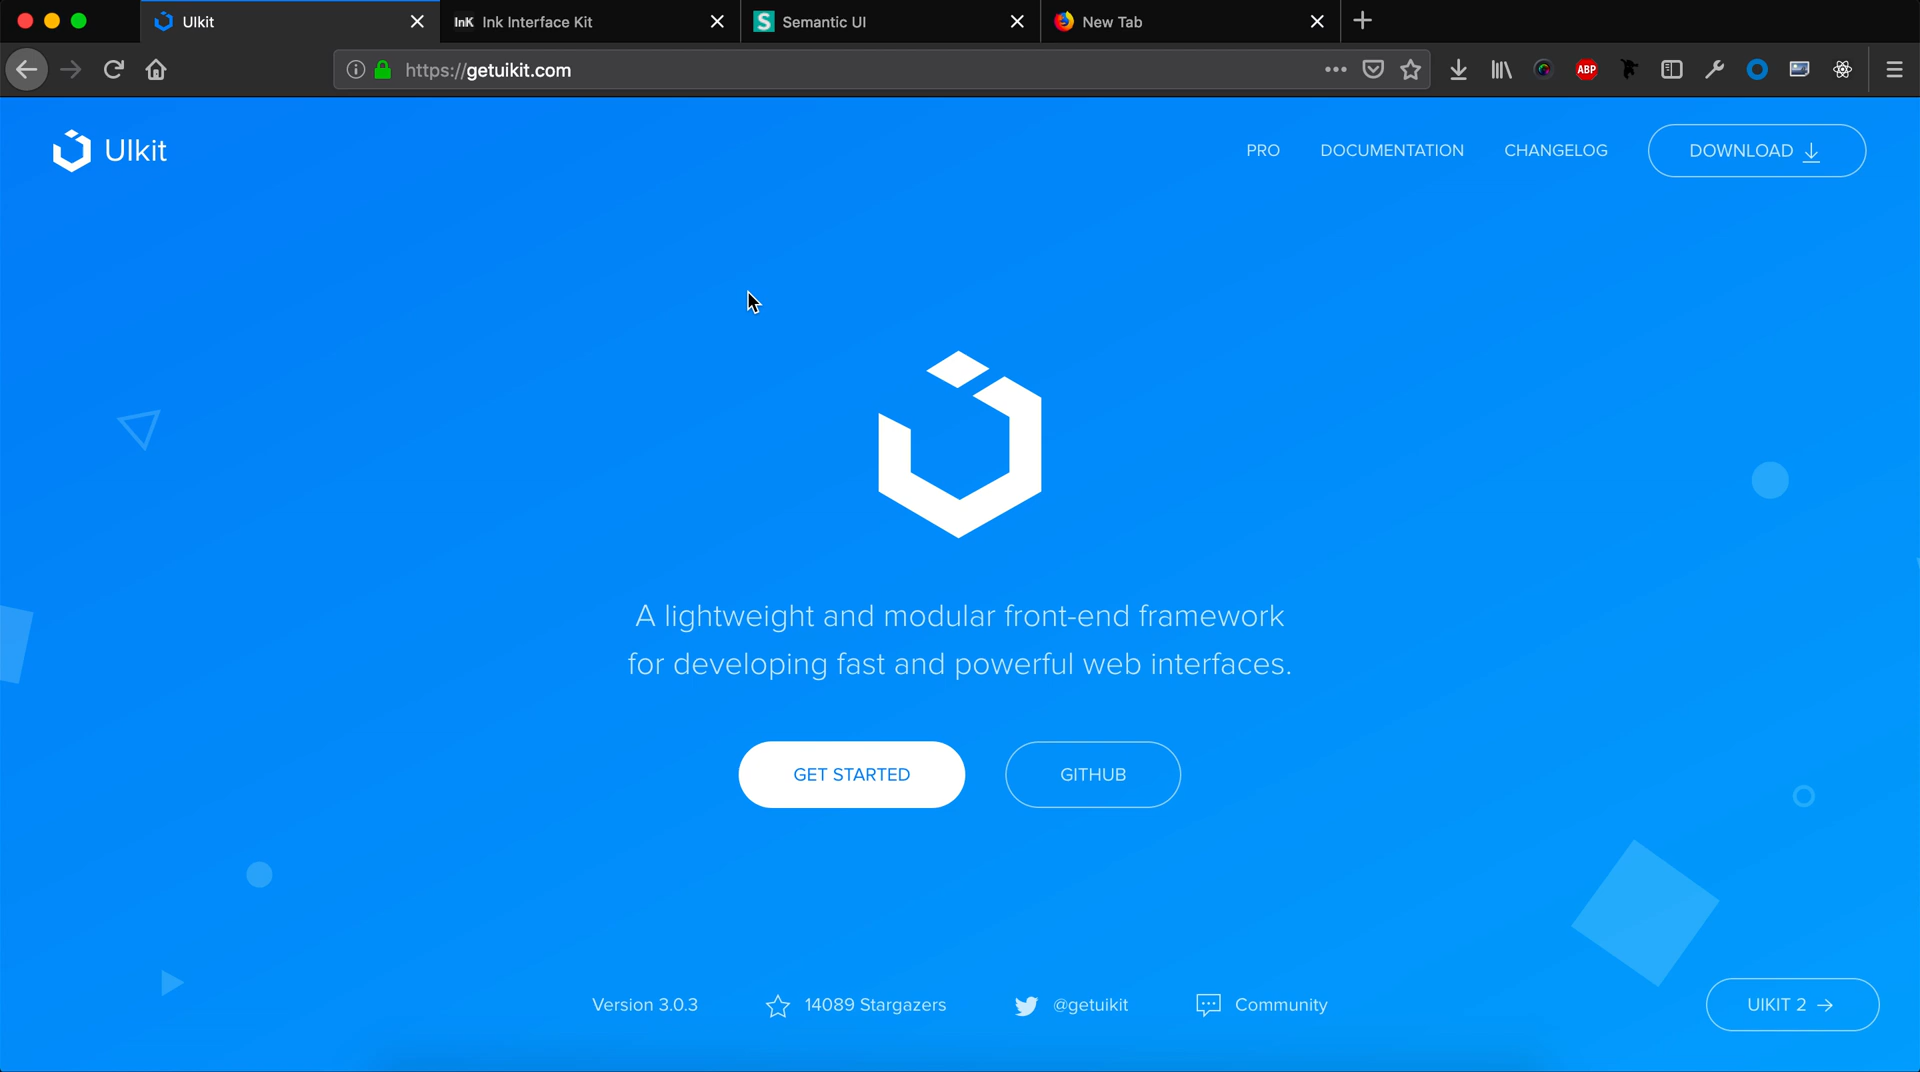 UIkit
InK Ink Interface Kit
S Semantic UI
New Tab
https://getuikit.com
ABP
UIkit
PRO
DOCUMENTATION
CHANGELOG
DOWNLOAD
A lightweight and modular front-end framework
for developing fast and powerful web interfaces.
GET STARTED
GITHUB
Version 3.0.3
14089 Stargazers
@getuikit
Community
UIKIT 2 →